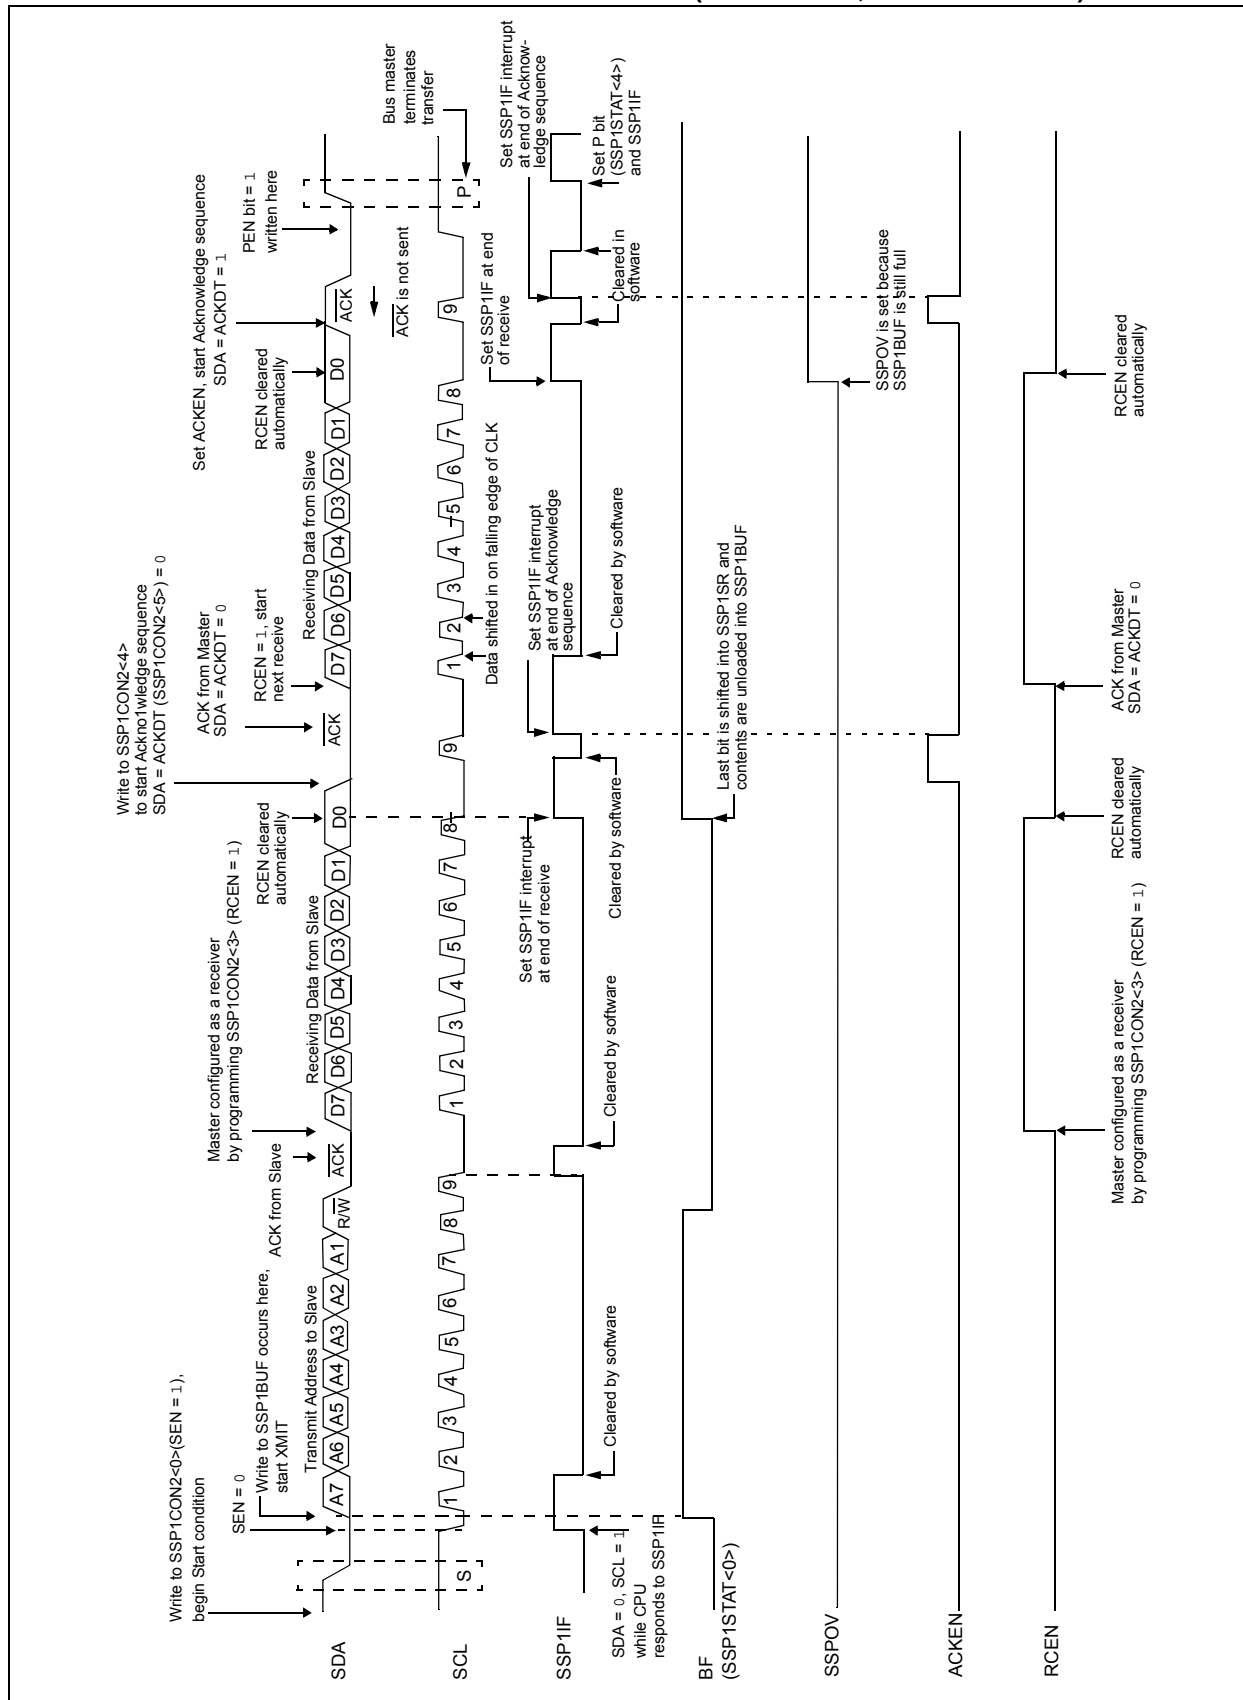 Write to SSP1CON2<0>(SEN = 1),
begin Start condition
SEN = 0
Write to SSP1BUF occurs here,
start XMIT
ACK from Slave
Master configured as a receiver
by programming SSP1CON2<3> (RCEN = 1)
RCEN cleared
automatically
Write to SSP1CON2<4>
to start Ackno1wledge sequence
SDA = ACKDT (SSP1CON2<5>) = 0
ACK from Master
SDA = ACKDT = 0
RCEN = 1, start
next receive
RCEN cleared
automatically
Set ACKEN, start Acknowledge sequence
SDA = ACKDT = 1
PEN bit = 1
written here
Transmit Address to Slave
Receiving Data from Slave
Receiving Data from Slave
SDA
A7 A6 A5 A4 A3 A2 A1 R/W ACK D7 D6 D5 D4 D3 D2 D1 D0 ACK D7 D6 D5 D4 D3 D2 D1 D0 ACK
ACK is not sent
Bus master
terminates
transfer
SCL
S 1 2 3 4 5 6 7 8 9 1 2 3 4 5 6 7 8 9 1 2 3 4 5 6 7 8 9 P
Data shifted in on falling edge of CLK
Set SSP1IF interrupt
at end of receive
Set SSP1IF interrupt
at end of Acknowledge
sequence
Set SSP1IF at end
of receive
Set SSP1IF interrupt
at end of Acknow-
ledge sequence
SSP1IF
SDA = 0, SCL = 1
while CPU
responds to SSP1IF
Cleared by software
Cleared by software
Cleared by software
Cleared by software
Cleared in
software
Set P bit
(SSP1STAT<4>)
and SSP1IF
BF
(SSP1STAT<0>)
Last bit is shifted into SSP1SR and
contents are unloaded into SSP1BUF
SSPOV
SSPOV is set because
SSP1BUF is still full
ACKEN
RCEN
Master configured as a receiver
by programming SSP1CON2<3> (RCEN = 1)
RCEN cleared
automatically
ACK from Master
SDA = ACKDT = 0
RCEN cleared
automatically